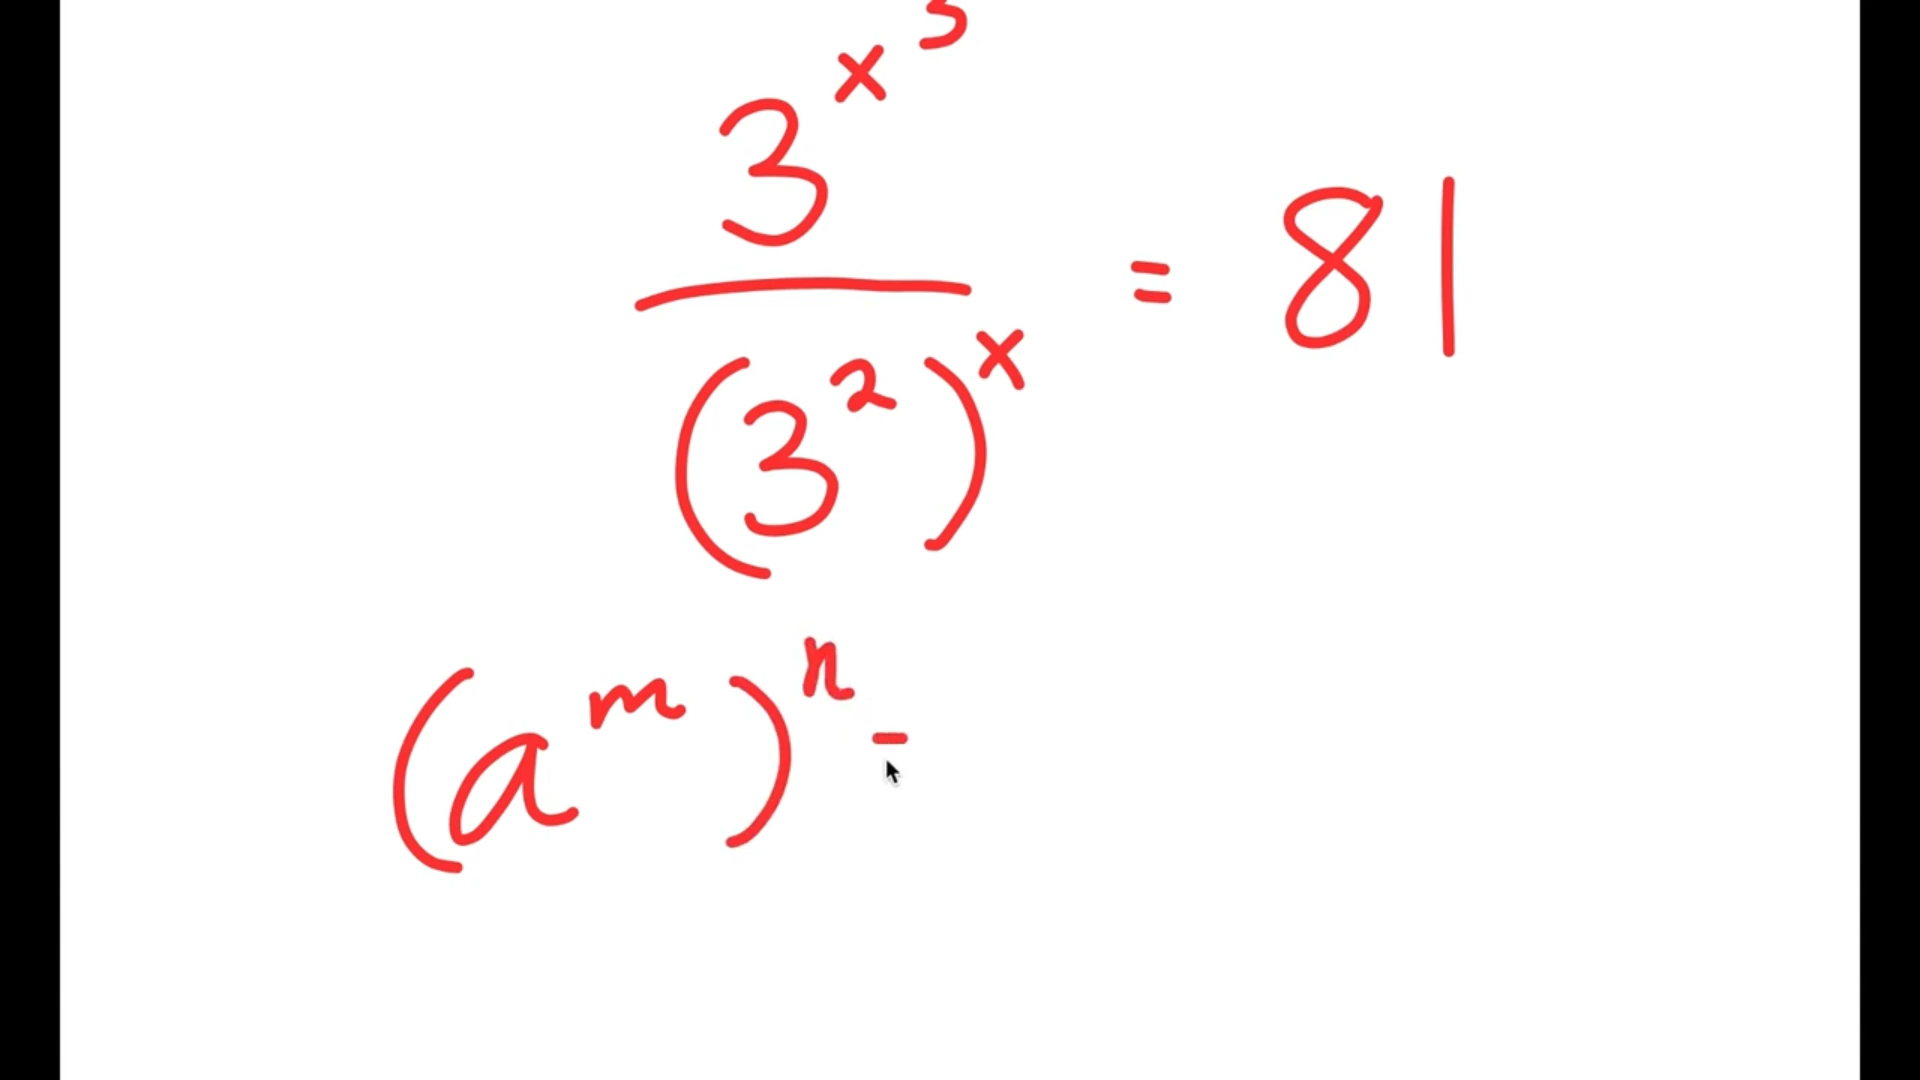 3^{x^3}
/ (3^2)^x = 81
(a^m)^n -